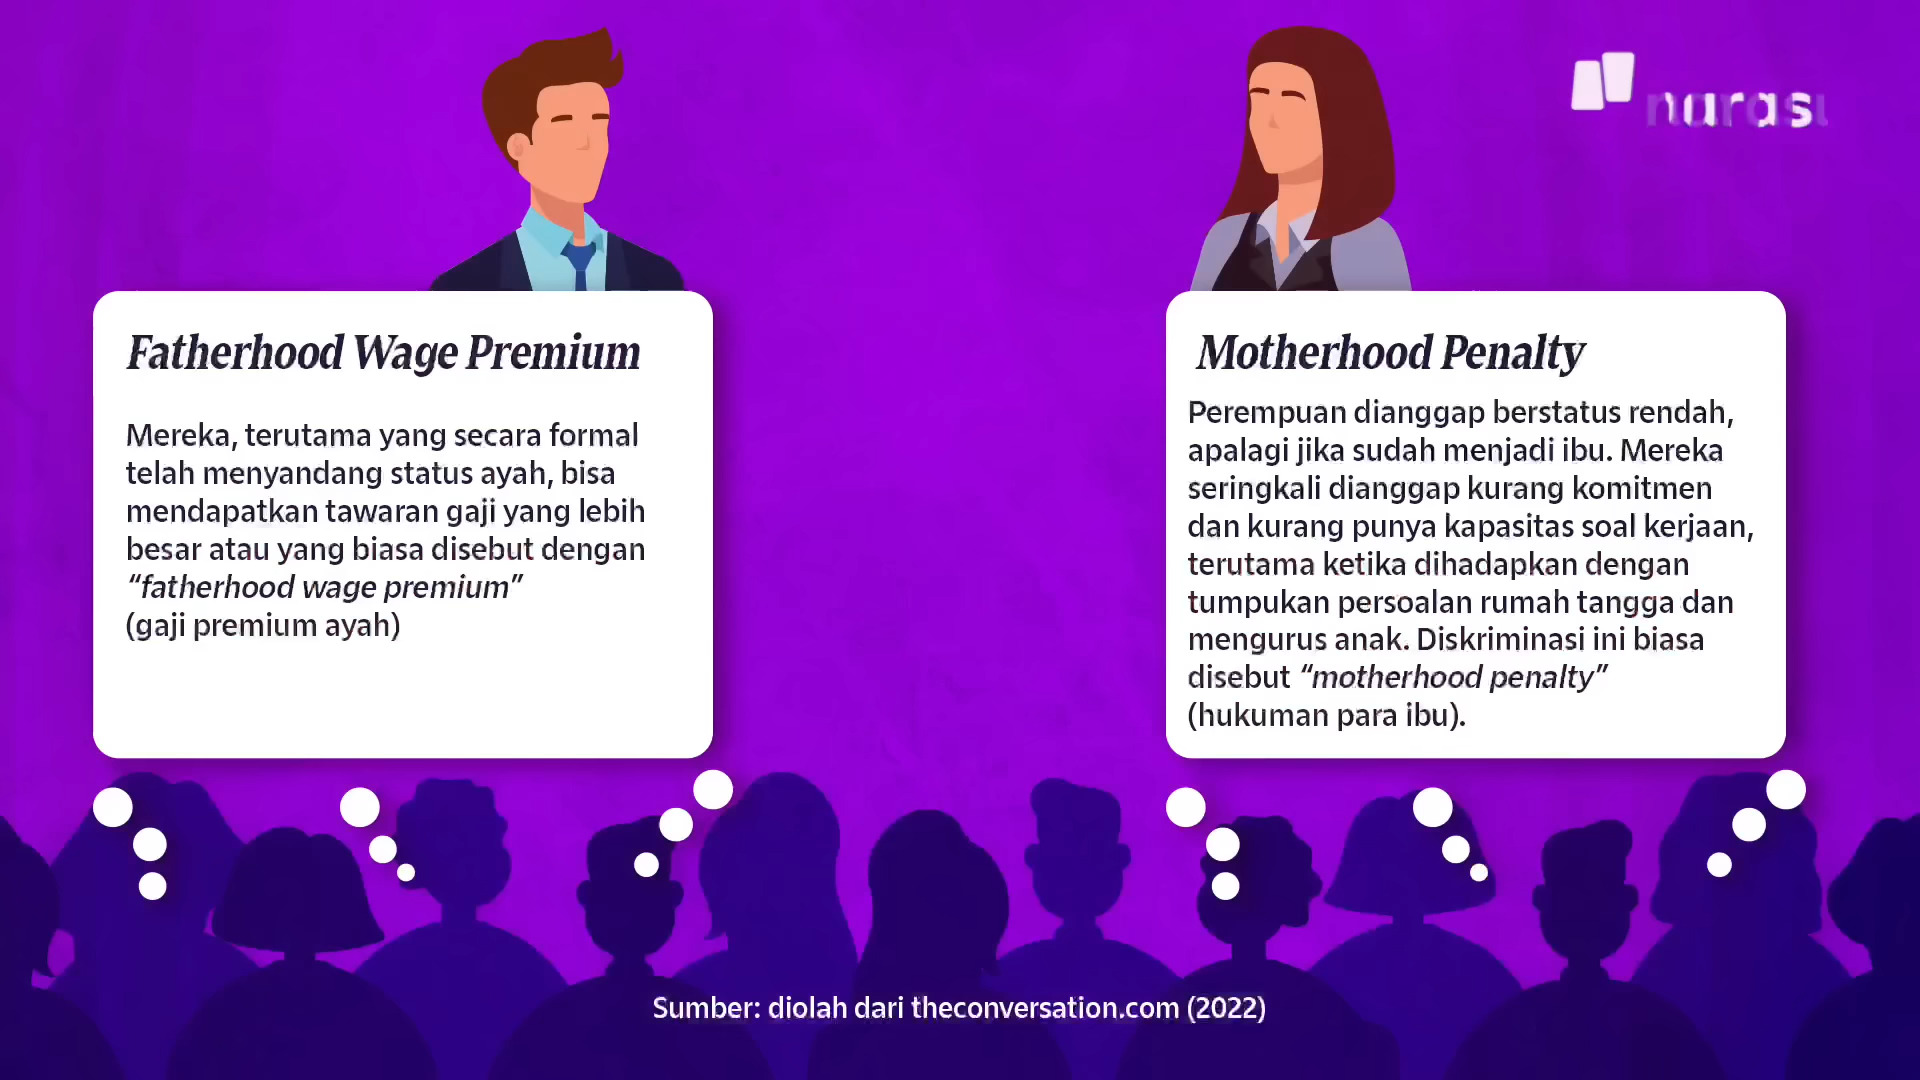 narasi
Fatherhood Wage Premium
Mereka, terutama yang secara formal
telah menyandang status ayah, bisa
mendapatkan tawaran gaji yang lebih
besar atau yang biasa disebut dengan
“fatherhood wage premium”
(gaji premium ayah)
Motherhood Penalty
Perempuan dianggap berstatus rendah,
apalagi jika sudah menjadi ibu. Mereka
seringkali dianggap kurang komitmen
dan kurang punya kapasitas soal kerjaan,
terutama ketika dihadapkan dengan
tumpukan persoalan rumah tangga dan
mengurus anak. Diskriminasi ini biasa
disebut “motherhood penalty”
(hukuman para ibu).
Sumber: diolah dari theconversation.com (2022)